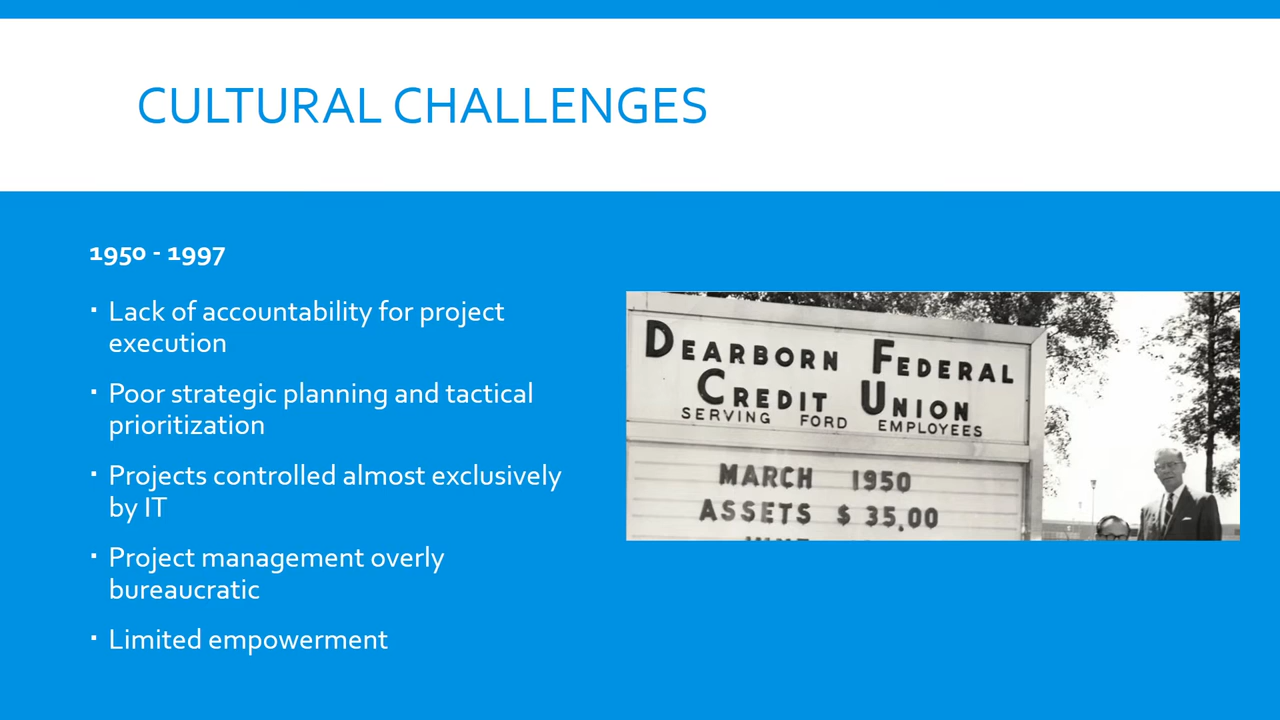 CULTURAL CHALLENGES
1950 - 1997
▪ Lack of accountability for project
execution
▪ Poor strategic planning and tactical
prioritization
▪ Projects controlled almost exclusively
by IT
▪ Project management overly
bureaucratic
▪ Limited empowerment
DEARBORN FEDERAL
CREDIT UNION
SERVING FORD EMPLOYEES
MARCH 1950
ASSETS $ 35,00